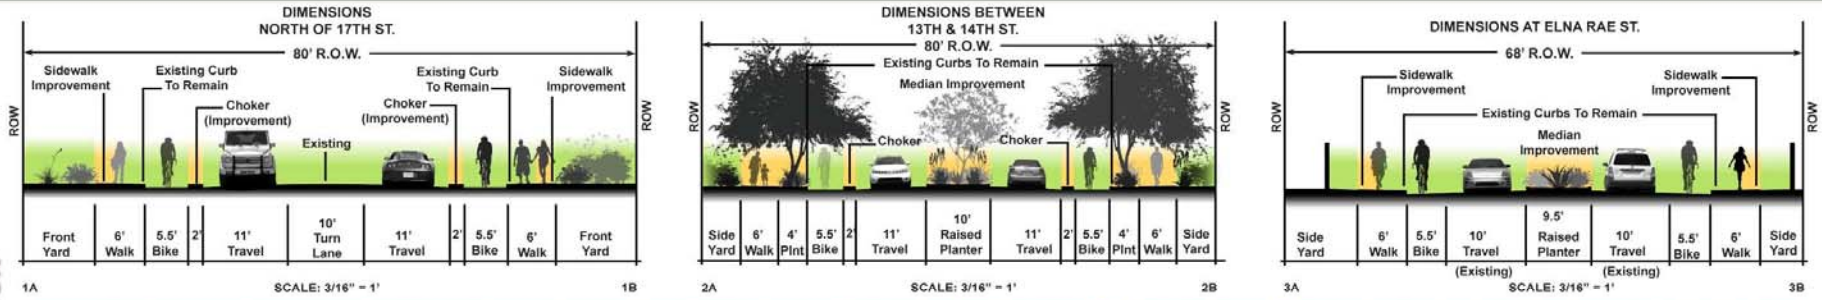 DIMENSIONS
NORTH OF 17TH ST.
80' R.O.W.
Sidewalk
Improvement
Existing Curb
To Remain
Existing Curb
To Remain
Sidewalk
Improvement
Choker
(Improvement)
Choker
(Improvement)
Existing
ROW
ROW
Front
Yard
6'
Walk
5.5'
Bike
2'
11'
Travel
10'
Turn
Lane
11'
Travel
2'
5.5'
Bike
6'
Walk
Front
Yard
1A
SCALE: 3/16" = 1'
1B
DIMENSIONS BETWEEN
13TH & 14TH ST.
80' R.O.W.
Existing Curbs To Remain
Median Improvement
Choker
Choker
ROW
ROW
Side
Yard
6'
Walk
4'
Plnt
5.5'
Bike
2'
11'
Travel
10'
Raised
Planter
11'
Travel
2'
5.5'
Bike
4'
Plnt
6'
Walk
Side
Yard
2A
SCALE: 3/16" = 1'
2B
DIMENSIONS AT ELNA RAE ST.
68' R.O.W.
Sidewalk
Improvement
Sidewalk
Improvement
Existing Curbs To Remain
Median
Improvement
ROW
ROW
Side
Yard
6'
Walk
5.5'
Bike
10'
Travel
(Existing)
9.5'
Raised
Planter
10'
Travel
(Existing)
5.5'
Bike
6'
Walk
Side
Yard
3A
SCALE: 3/16" = 1'
3B